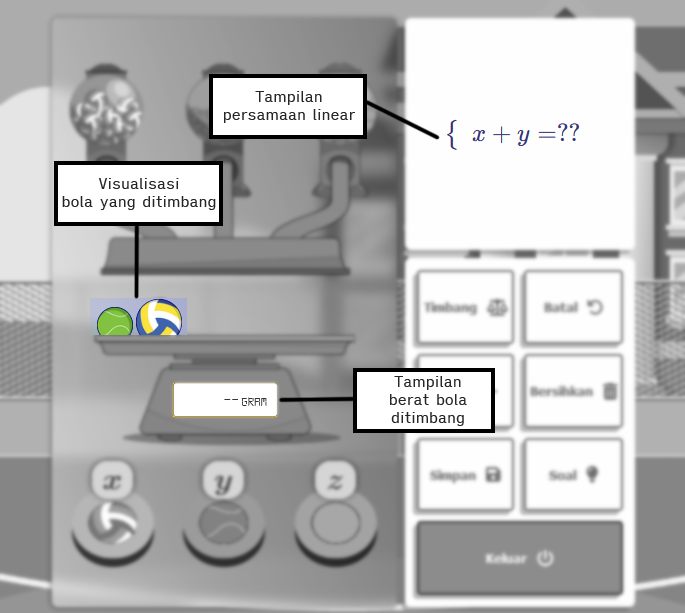 Tampilan
persamaan linear
{ x + y =??
Visualisasi
bola yang ditimbang
Timbang
Batal
-- GRAM
Tampilan
berat bola
ditimbang
Bersihkan
Simpan
Soal
x
y
z
Keluar